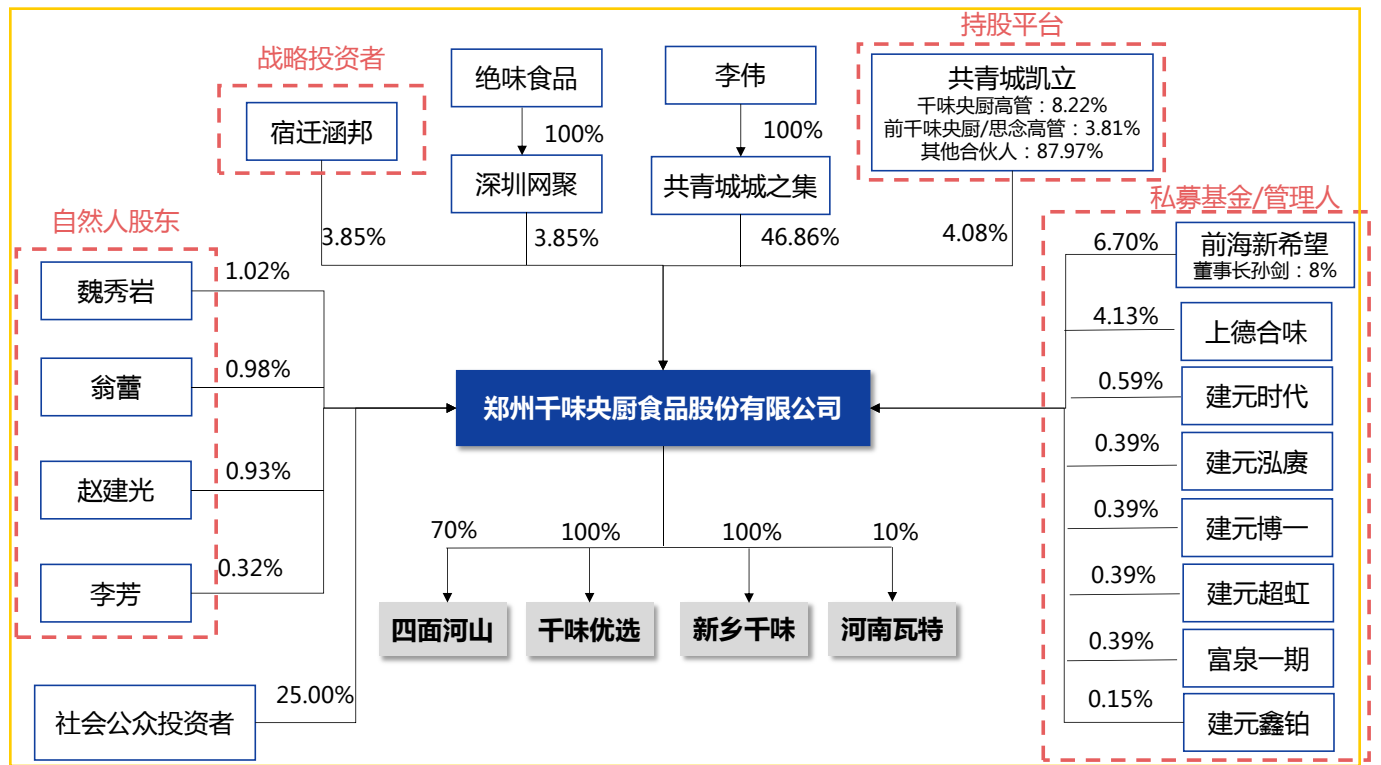 持股平台
战略投资者
绝味食品
李伟
共青城凯立
千味央厨高管：8.22%
前千味央厨/思念高管：3.81%
其他合伙人：87.97%
宿迁涵邦
100%
100%
深圳网聚
共青城城之集
私募基金/管理人
自然人股东
3.85%
3.85%
46.86%
4.08%
6.70%
前海新希望
董事长孙剑：8%
魏秀岩
1.02%
4.13%
上德合味
翁蕾
0.98%
0.59%
建元时代
郑州千味央厨食品股份有限公司
0.39%
建元泓赓
赵建光
0.93%
0.39%
建元博一
70%
100%
100%
10%
李芳
0.32%
0.39%
建元超虹
四面河山
千味优选
新乡千味
河南瓦特
0.39%
富泉一期
社会公众投资者
25.00%
0.15%
建元鑫铂